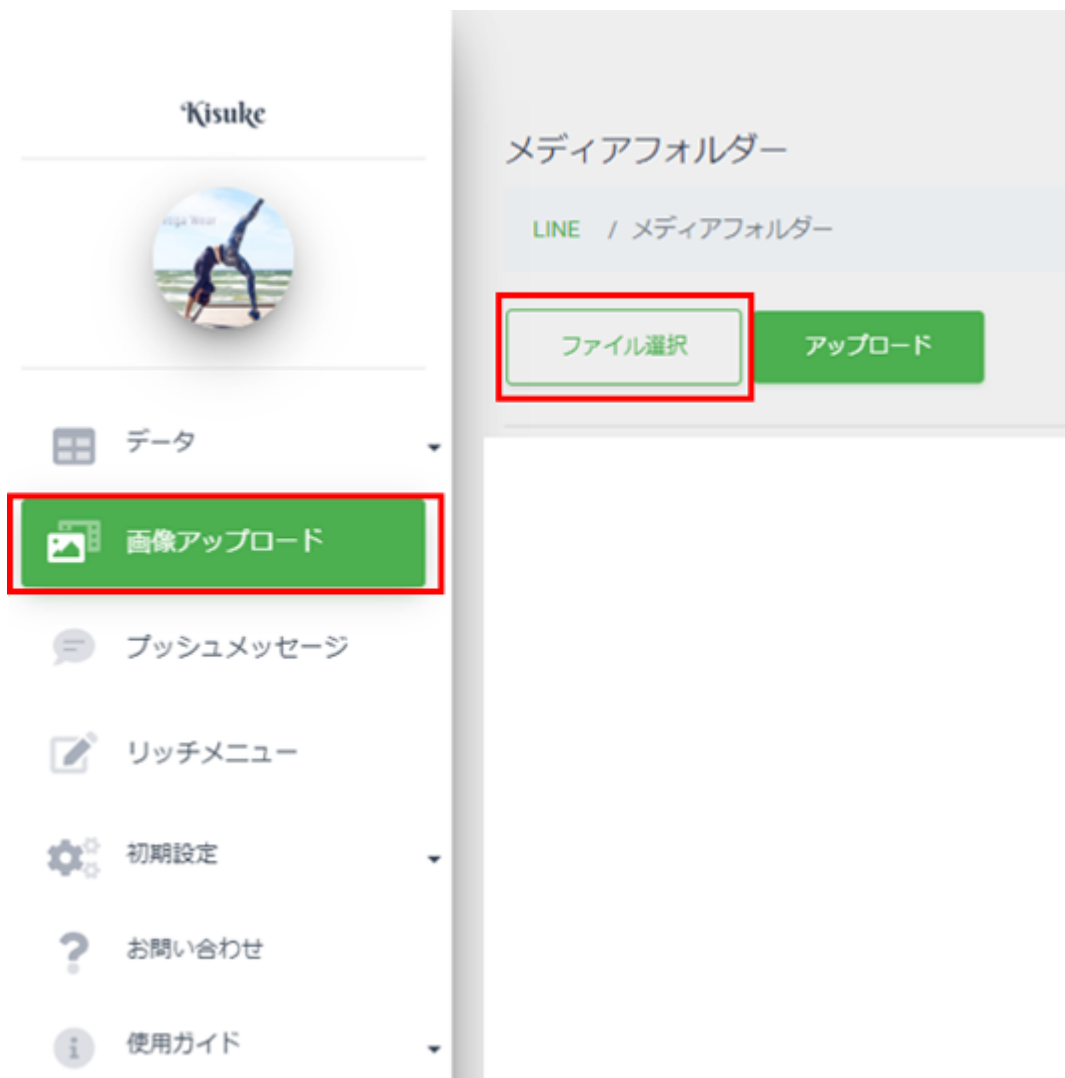 Kisuke
Yoga Wear
データ
画像アップロード
プッシュメッセージ
リッチメニュー
初期設定
お問い合わせ
使用ガイド
メディアフォルダー
LINE / メディアフォルダー
ファイル選択 アップロード